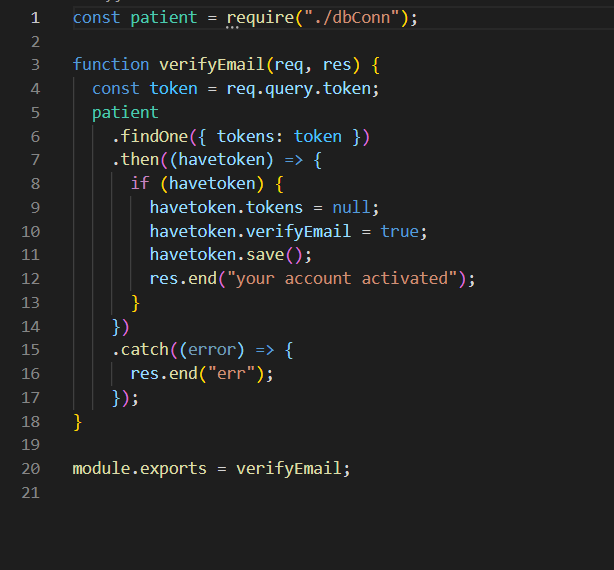 1 const patient = require("./dbConn");
2
3 function verifyEmail(req, res) {
4 const token = req.query.token;
5 patient
6 .findOne({ tokens: token })
7 .then((havetoken) => {
8 if (havetoken) {
9 havetoken.tokens = null;
10 havetoken.verifyEmail = true;
11 havetoken.save();
12 res.end("your account activated");
13 }
14 })
15 .catch((error) => {
16 res.end("err");
17 });
18 }
19
20 module.exports = verifyEmail;
21